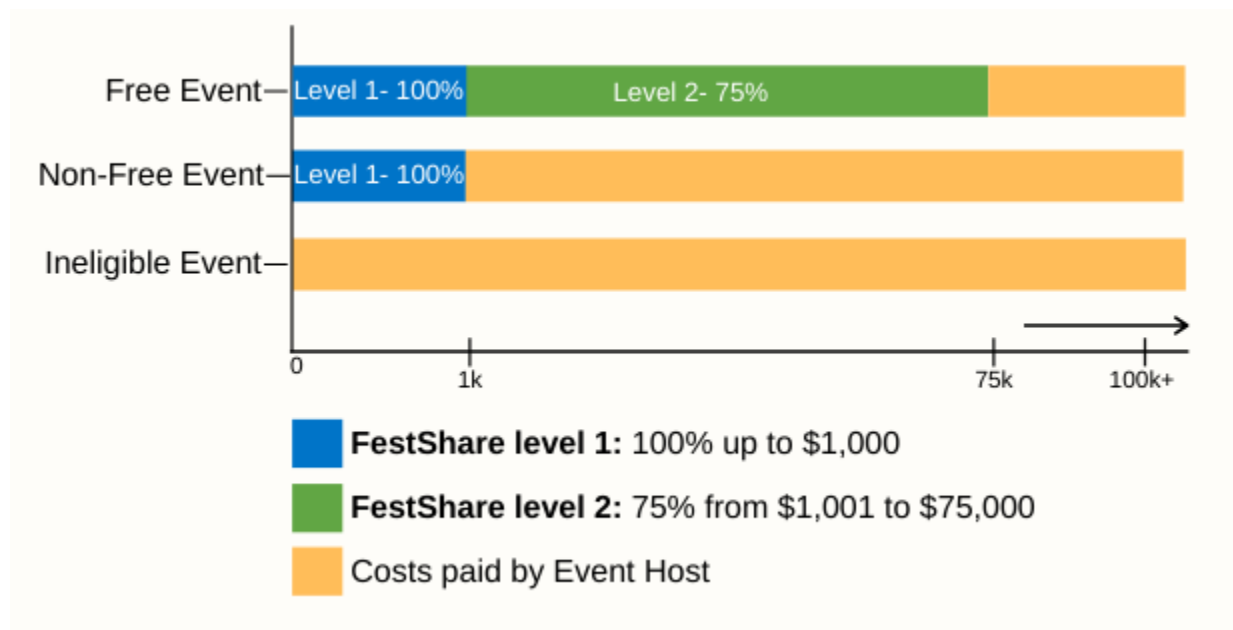 Free Event
Level 1- 100%
Level 2- 75%
Non-Free Event
Level 1- 100%
Ineligible Event
0
1k
75k
100k+
FestShare level 1: 100% up to $1,000
FestShare level 2: 75% from $1,001 to $75,000
Costs paid by Event Host